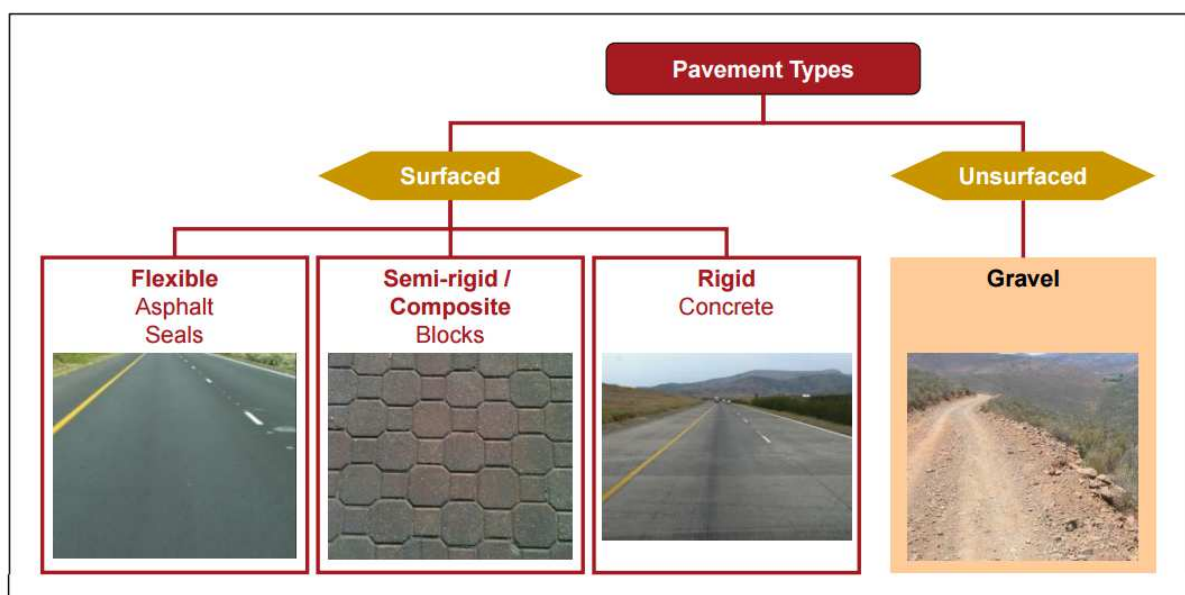 Pavement Types
Surfaced
Unsurfaced
Flexible
Asphalt
Seals
Semi-rigid /
Composite
Blocks
Rigid
Concrete
Gravel